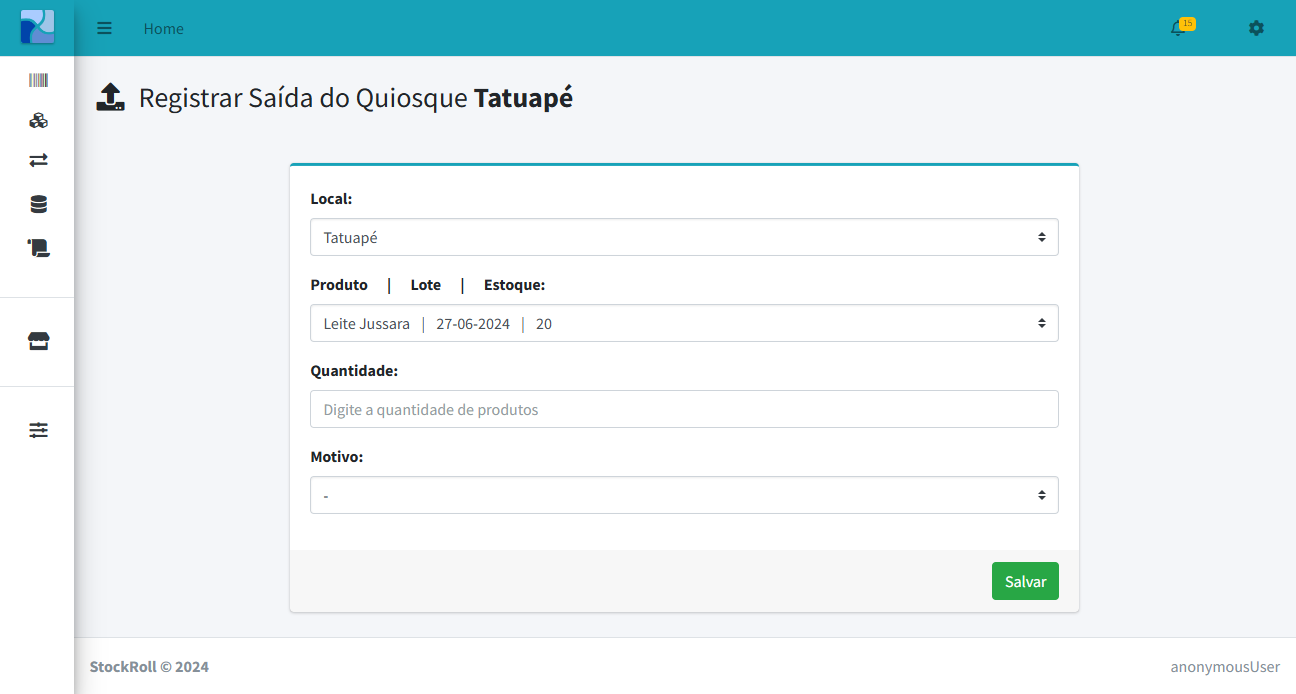 Home
15
Registrar Saída do Quiosque Tatuapé
Local:
Tatuapé
Produto | Lote | Estoque:
Leite Jussara | 27-06-2024 | 20
Quantidade:
Digite a quantidade de produtos
Motivo:
-
Salvar
StockRoll © 2024
anonymousUser